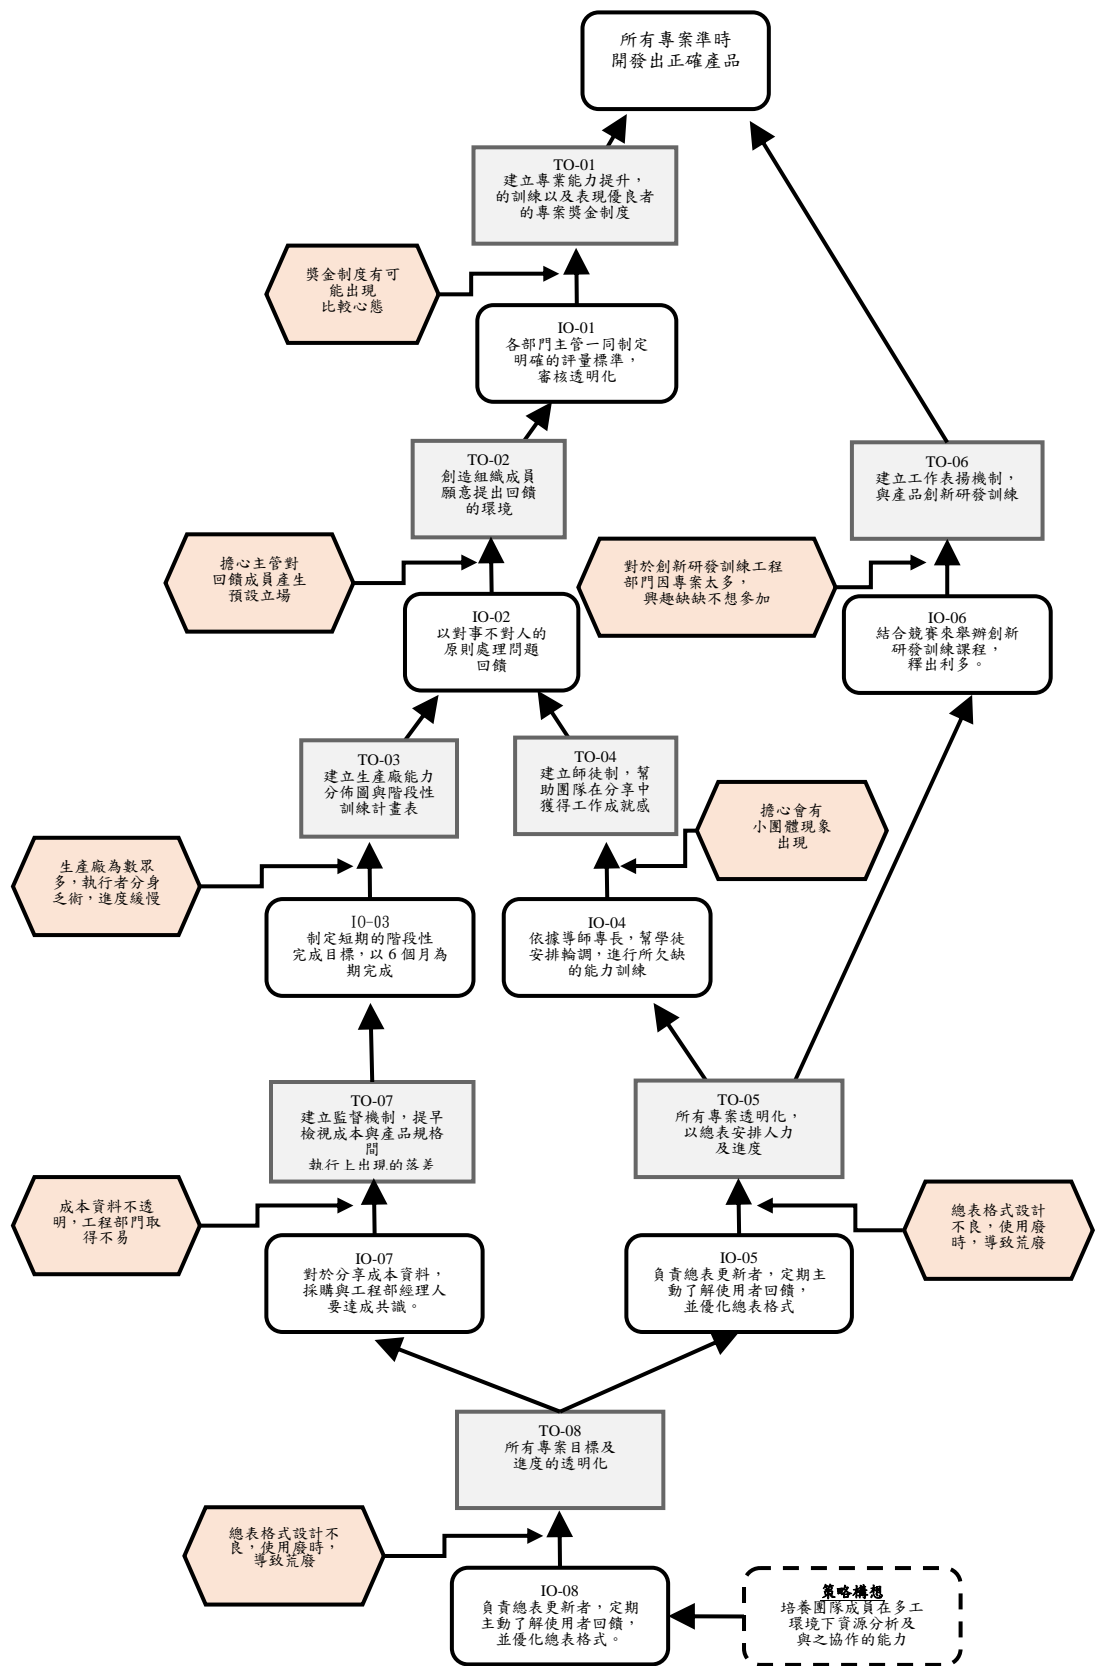 所有專案準時
開發出正確產品
TO-01
建立專業能力提升，
的訓練以及表現優良者
的專案獎金制度
獎金制度有可
能出現
比較心態
IO-01
各部門主管一同制定
明確的評量標準，
審核透明化
TO-02
創造組織成員
願意提出回饋
的環境
TO-06
建立工作表揚機制，
與產品創新研發訓練
擔心主管對
回饋成員產生
預設立場
對於創新研發訓練工程
部門因專案太多，
興趣缺缺不想參加
IO-02
以對事不對人的
原則處理問題
回饋
IO-06
結合競賽來舉辦創新
研發訓練課程，
釋出利多。
TO-03
建立生產廠能力
分佈圖與階段性
訓練計畫表
TO-04
建立師徒制，幫
助團隊在分享中
獲得工作成就感
擔心會有
小團體現象
出現
生產廠為數眾
多，執行者分身
乏術，進度緩慢
IO-03
制定短期的階段性
完成目標，以 6 個月為
期完成
IO-04
依據導師專長，幫學徒
安排輪調，進行所欠缺
的能力訓練
TO-07
建立監督機制，提早
檢視成本與產品規格
間
執行上出現的落差
TO-05
所有專案透明化，
以總表安排人力
及進度
成本資料不透
明，工程部門取
得不易
總表格式設計
不良，使用廢
時，導致荒廢
IO-07
對於分享成本資料，
採購與工程部經理人
要達成共識。
IO-05
負責總表更新者，定期主
動了解使用者回饋，
並優化總表格式
TO-08
所有專案目標及
進度的透明化
總表格式設計不
良，使用廢時，
導致荒廢
IO-08
負責總表更新者，定期
主動了解使用者回饋，
並優化總表格式。
策略構想
培養團隊成員在多工
環境下資源分析及
與之協作的能力